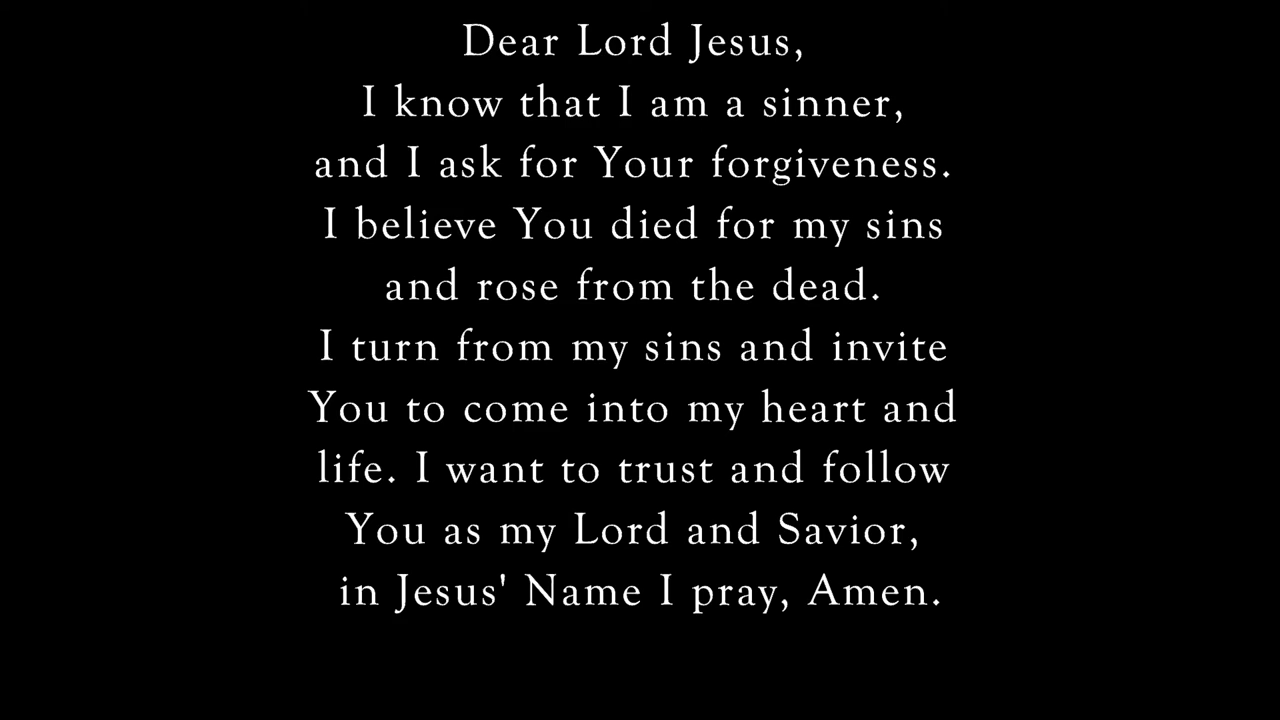 Dear Lord Jesus,
I know that I am a sinner,
and I ask for Your forgiveness.
I believe You died for my sins
and rose from the dead.
I turn from my sins and invite
You to come into my heart and
life. I want to trust and follow
You as my Lord and Savior,
in Jesus' Name I pray, Amen.